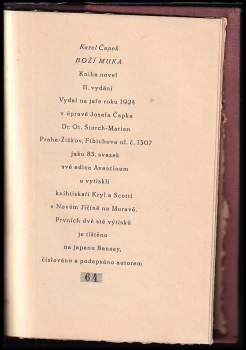 Karel Čapek
BOŽÍ MUKA
Kniha novel
II. vydání
Vydal na jaře roku 1924
v úpravě Josefa Čapka
Dr. Ot. Štorch-Marien
Praha-Žižkov, Fibichova ul. č. 1307
jako 83. svazek
své edice Aventinum
a vytiskli
knihtiskaři Kryl a Scotti
v Novém Jičíně na Moravě.
Prvních dvě stě výtisků
je tištěno
na Japanu Banzay,
číslováno a podepsáno autorem
64